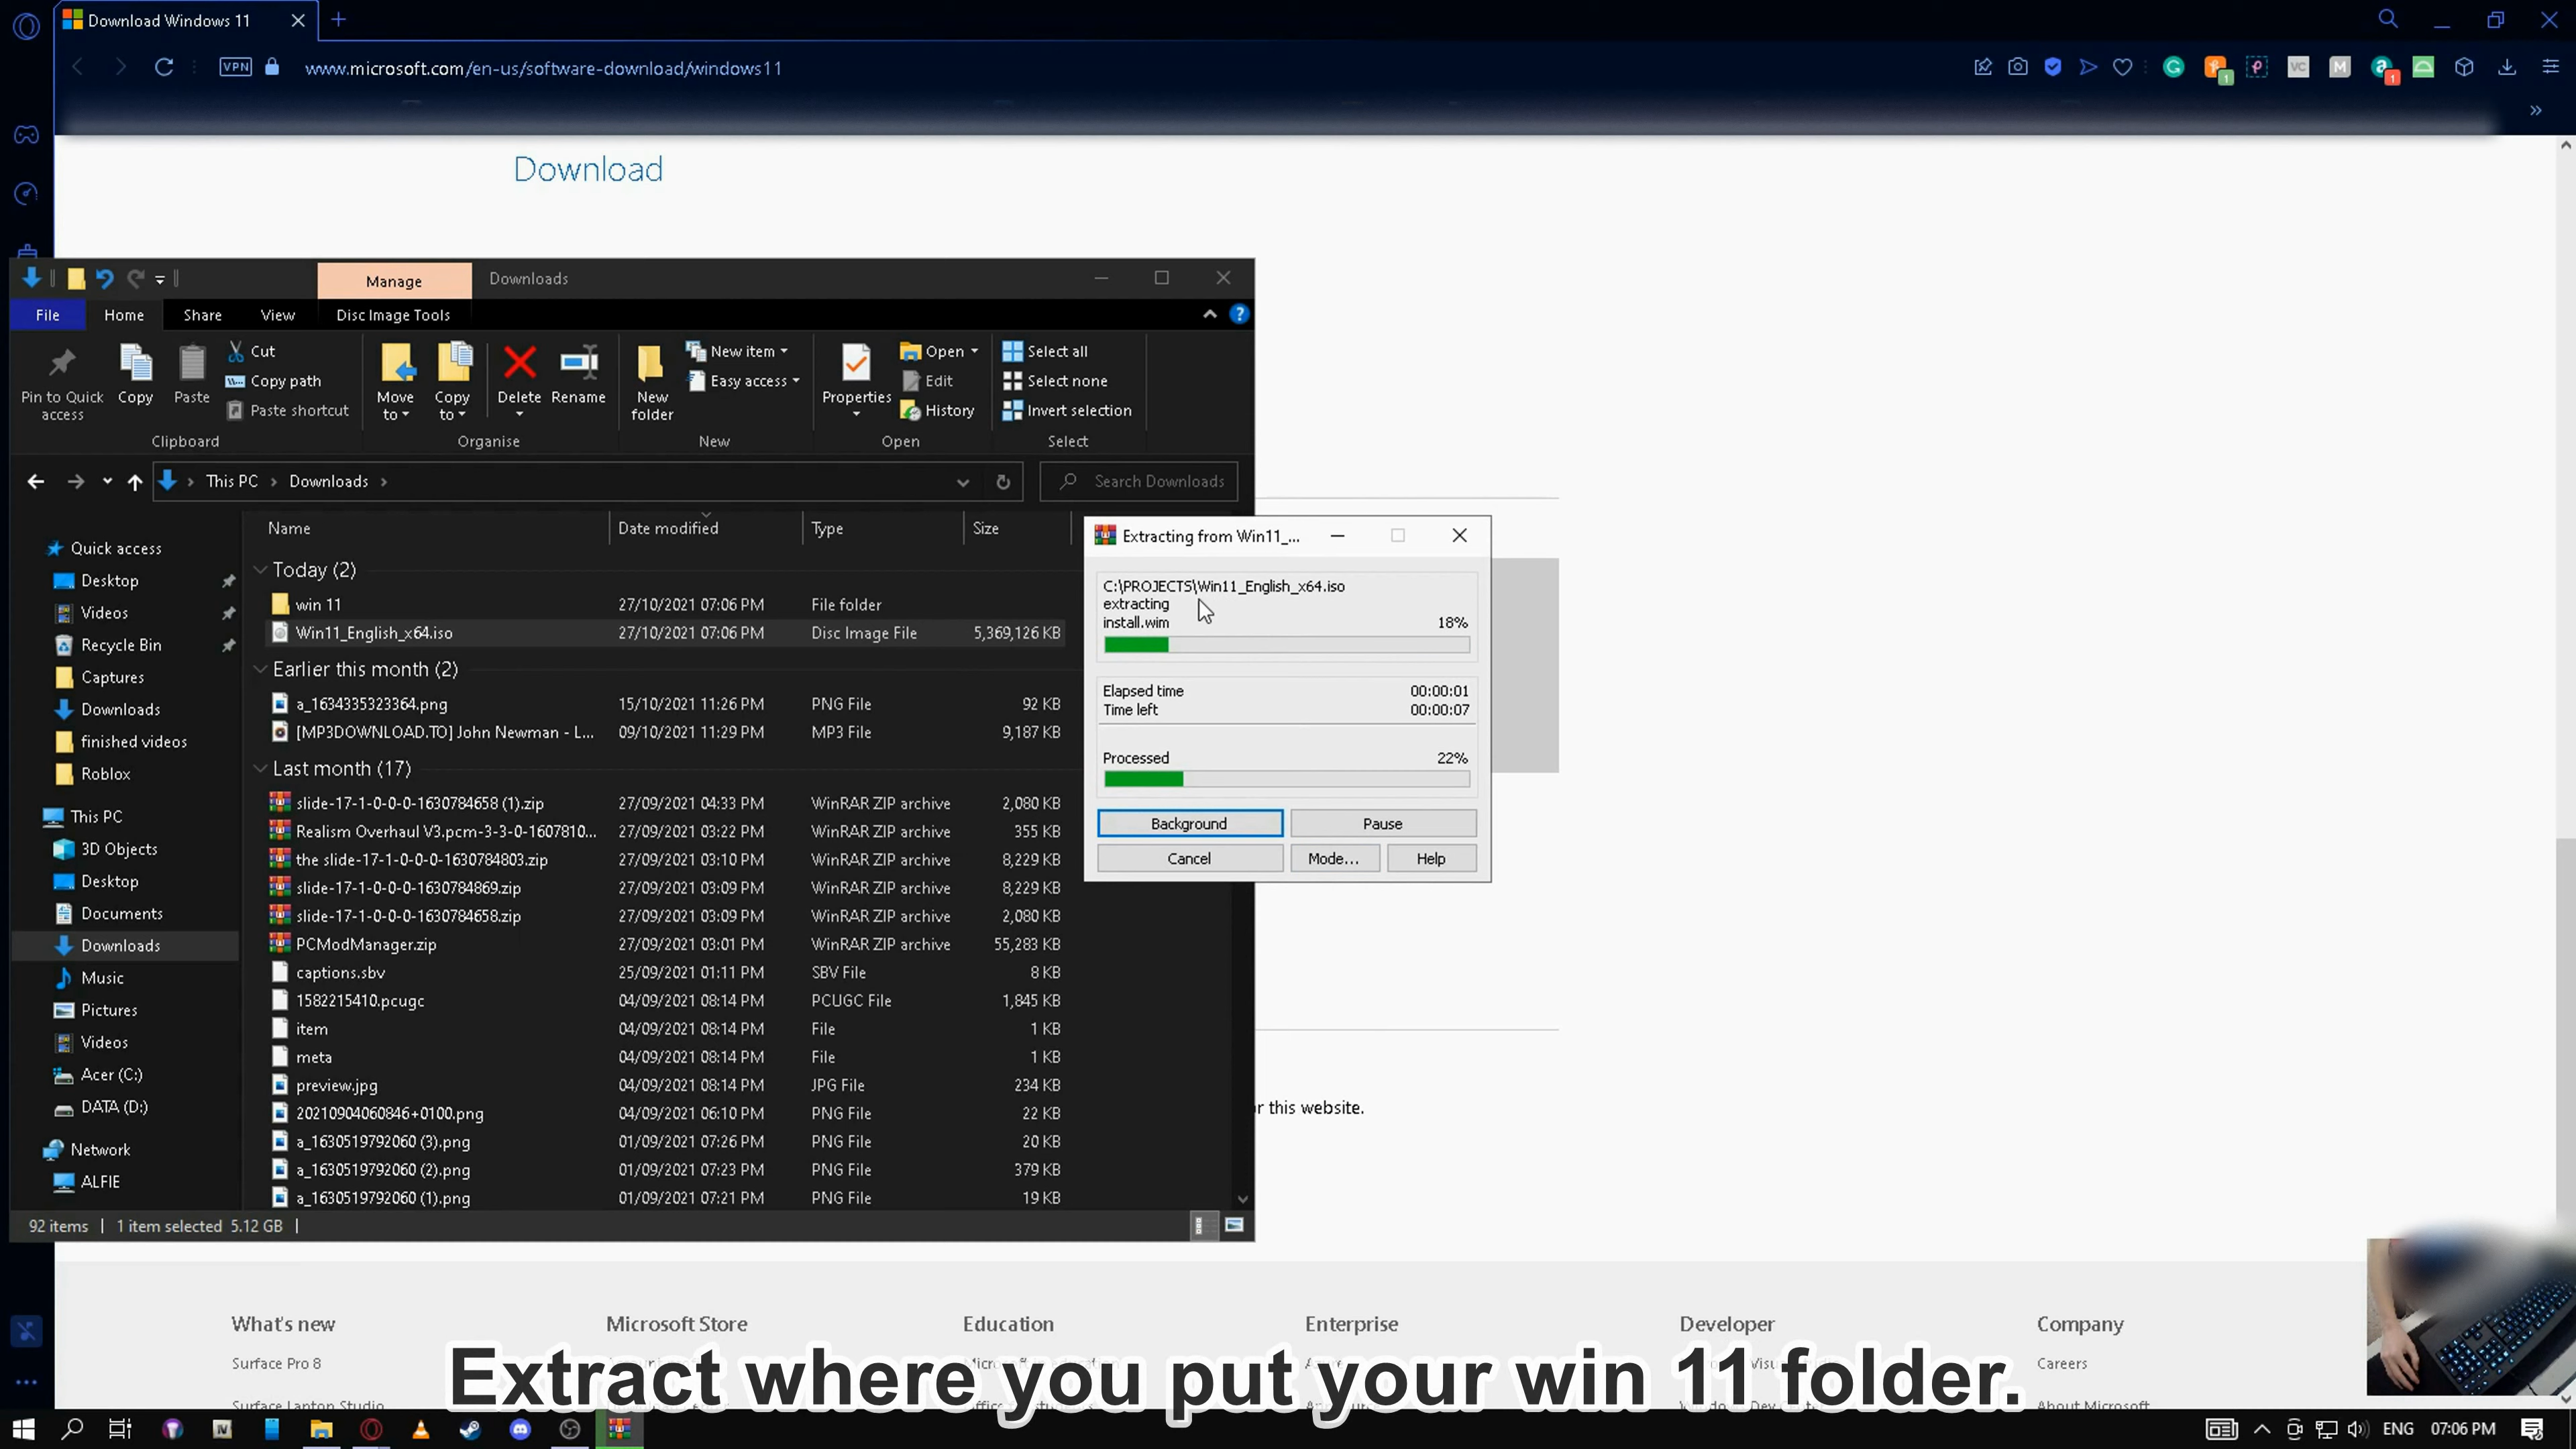 Download Windows 11
VPN
www.microsoft.com/en-us/software-download/windows11
Download
Manage
Downloads
File
Home
Share
View
Disc Image Tools
Pin to Quick access
Copy
Paste
Cut
Copy path
Paste shortcut
Clipboard
Move to
Copy to
Delete
Rename
Organise
New folder
New item
Easy access
New
Properties
Open
Edit
History
Open
Select all
Select none
Invert selection
Select
This PC > Downloads >
Search Downloads
Quick access
Desktop
Videos
Recycle Bin
Captures
Downloads
finished videos
Roblox
This PC
3D Objects
Desktop
Documents
Downloads
Music
Pictures
Videos
Acer (C:)
DATA (D:)
Network
ALFIE
Name Date modified Type Size
Today (2)
win 11 27/10/2021 07:06 PM File folder
Win11_English_x64.iso 27/10/2021 07:06 PM Disc Image File 5,369,126 KB
Earlier this month (2)
a_1634335323364.png 15/10/2021 11:26 PM PNG File 92 KB
[MP3DOWNLOAD.TO] John Newman - L... 09/10/2021 11:29 PM MP3 File 9,187 KB
Last month (17)
slide-17-1-0-0-0-1630784658 (1).zip 27/09/2021 04:33 PM WinRAR ZIP archive 2,080 KB
Realism Overhaul V3.pcm-3-3-0-1607810... 27/09/2021 03:22 PM WinRAR ZIP archive 355 KB
the slide-17-1-0-0-0-1630784803.zip 27/09/2021 03:10 PM WinRAR ZIP archive 8,229 KB
slide-17-1-0-0-0-1630784869.zip 27/09/2021 03:09 PM WinRAR ZIP archive 8,229 KB
slide-17-1-0-0-0-1630784658.zip 27/09/2021 03:09 PM WinRAR ZIP archive 2,080 KB
PCModManager.zip 27/09/2021 03:01 PM WinRAR ZIP archive 55,283 KB
captions.sbv 25/09/2021 01:11 PM SBV File 8 KB
1582215410.pcugc 04/09/2021 08:14 PM PCUGC File 1,845 KB
item 04/09/2021 08:14 PM File 1 KB
meta 04/09/2021 08:14 PM File 1 KB
preview.jpg 04/09/2021 08:14 PM JPG File 234 KB
20210904060846+0100.png 04/09/2021 06:10 PM PNG File 22 KB
a_1630519792060 (3).png 01/09/2021 07:26 PM PNG File 20 KB
a_1630519792060 (2).png 01/09/2021 07:23 PM PNG File 379 KB
a_1630519792060 (1).png 01/09/2021 07:21 PM PNG File 19 KB
92 items | 1 item selected 5.12 GB |
Extracting from Win11_...
C:\PROJECTS\Win11_English_x64.iso
extracting
install.wim 18%
Elapsed time 00:00:01
Time left 00:00:07
Processed 22%
Background
Pause
Cancel
Mode...
Help
r this website.
What's new
Microsoft Store
Education
Enterprise
Developer
Company
Surface Pro 8
Careers
Surface Laptop Studio
About Microsoft
Extract where you put your win 11 folder.
ENG 07:06 PM